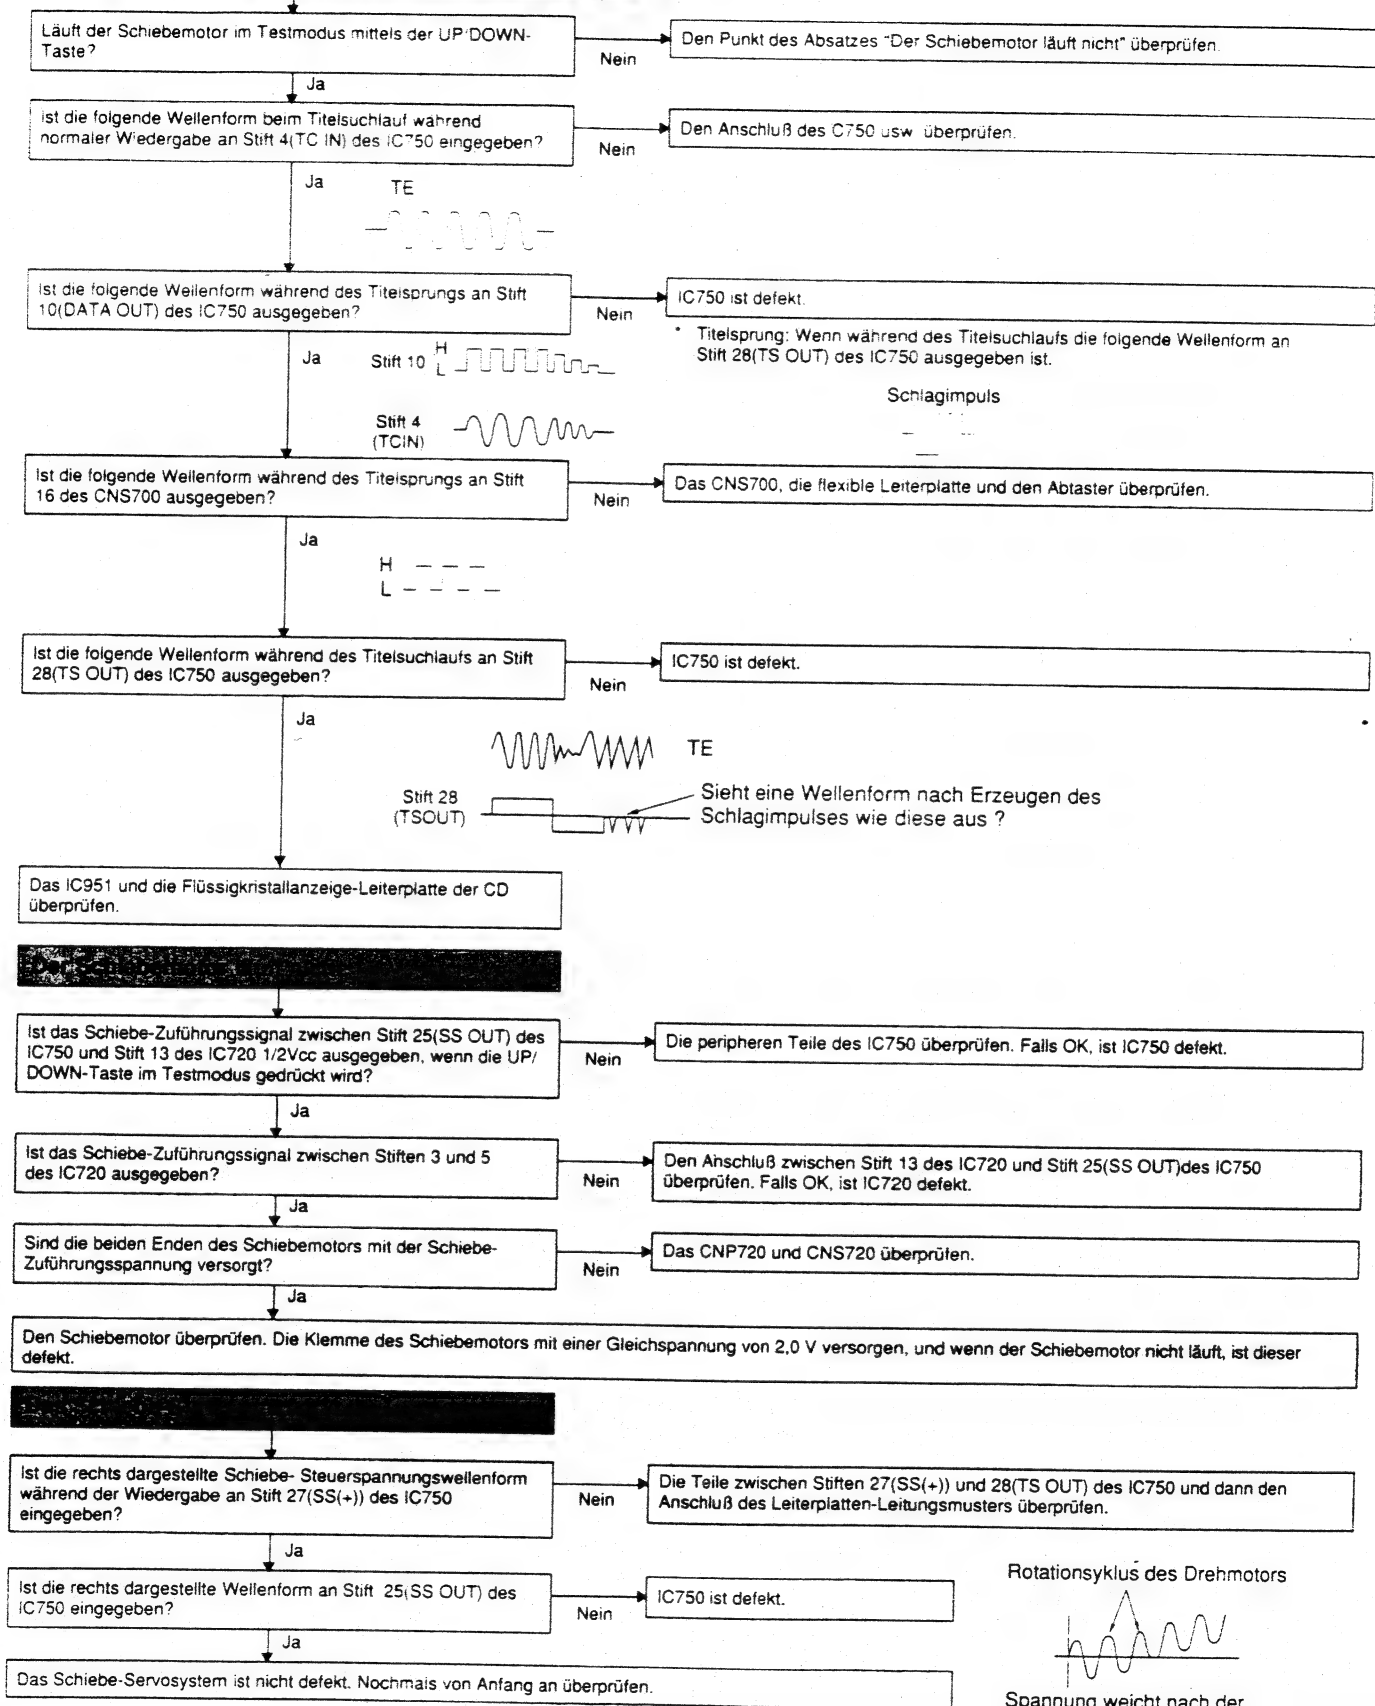 Läuft der Schiebemotor im Testmodus mittels der UP/DOWN-
Taste?
Nein
Den Punkt des Absatzes "Der Schiebemotor läuft nicht" überprüfen.
Ja
Ist die folgende Wellenform beim Titelsuchlauf während
normaler Wiedergabe an Stift 4(TC IN) des IC750 eingegeben?
Nein
Den Anschluß des C750 usw. überprüfen.
Ja
TE
Ist die folgende Wellenform während des Titelsprungs an Stift
10(DATA OUT) des IC750 ausgegeben?
Nein
IC750 ist defekt.
* Titelsprung: Wenn während des Titelsuchlaufs die folgende Wellenform an
Stift 28(TS OUT) des IC750 ausgegeben ist.
Schlagimpuls
Ja
Stift 10 H
L
Stift 4
(TCIN)
Ist die folgende Wellenform während des Titelsprungs an Stift
16 des CNS700 ausgegeben?
Nein
Das CNS700, die flexible Leiterplatte und den Abtaster überprüfen.
Ja
H
L
Ist die folgende Wellenform während des Titelsuchlaufs an Stift
28(TS OUT) des IC750 ausgegeben?
Nein
IC750 ist defekt.
Ja
TE
Stift 28
(TSOUT)
Sieht eine Wellenform nach Erzeugen des
Schlagimpulses wie diese aus ?
Das IC951 und die Flüssigkristallanzeige-Leiterplatte der CD
überprüfen.
Ist das Schiebe-Zuführungssignal zwischen Stift 25(SS OUT) des
IC750 und Stift 13 des IC720 1/2Vcc ausgegeben, wenn die UP/
DOWN-Taste im Testmodus gedrückt wird?
Nein
Die peripheren Teile des IC750 überprüfen. Falls OK, ist IC750 defekt.
Ja
Ist das Schiebe-Zuführungssignal zwischen Stiften 3 und 5
des IC720 ausgegeben?
Nein
Den Anschluß zwischen Stift 13 des IC720 und Stift 25(SS OUT)des IC750
überprüfen. Falls OK, ist IC720 defekt.
Ja
Sind die beiden Enden des Schiebemotors mit der Schiebe-
Zuführungsspannung versorgt?
Nein
Das CNP720 und CNS720 überprüfen.
Ja
Den Schiebemotor überprüfen. Die Klemme des Schiebemotors mit einer Gleichspannung von 2,0 V versorgen, und wenn der Schiebemotor nicht läuft, ist dieser
defekt.
Ist die rechts dargestellte Schiebe- Steuerspannungswellenform
während der Wiedergabe an Stift 27(SS(+)) des IC750
eingegeben?
Nein
Die Teile zwischen Stiften 27(SS(+)) und 28(TS OUT) des IC750 und dann den
Anschluß des Leiterplatten-Leitungsmusters überprüfen.
Ja
Ist die rechts dargestellte Wellenform an Stift 25(SS OUT) des
IC750 eingegeben?
Nein
IC750 ist defekt.
Rotationsyklus des Drehmotors
Ja
Das Schiebe-Servosystem ist nicht defekt. Nochmals von Anfang an überprüfen.
Spannung weicht nach der